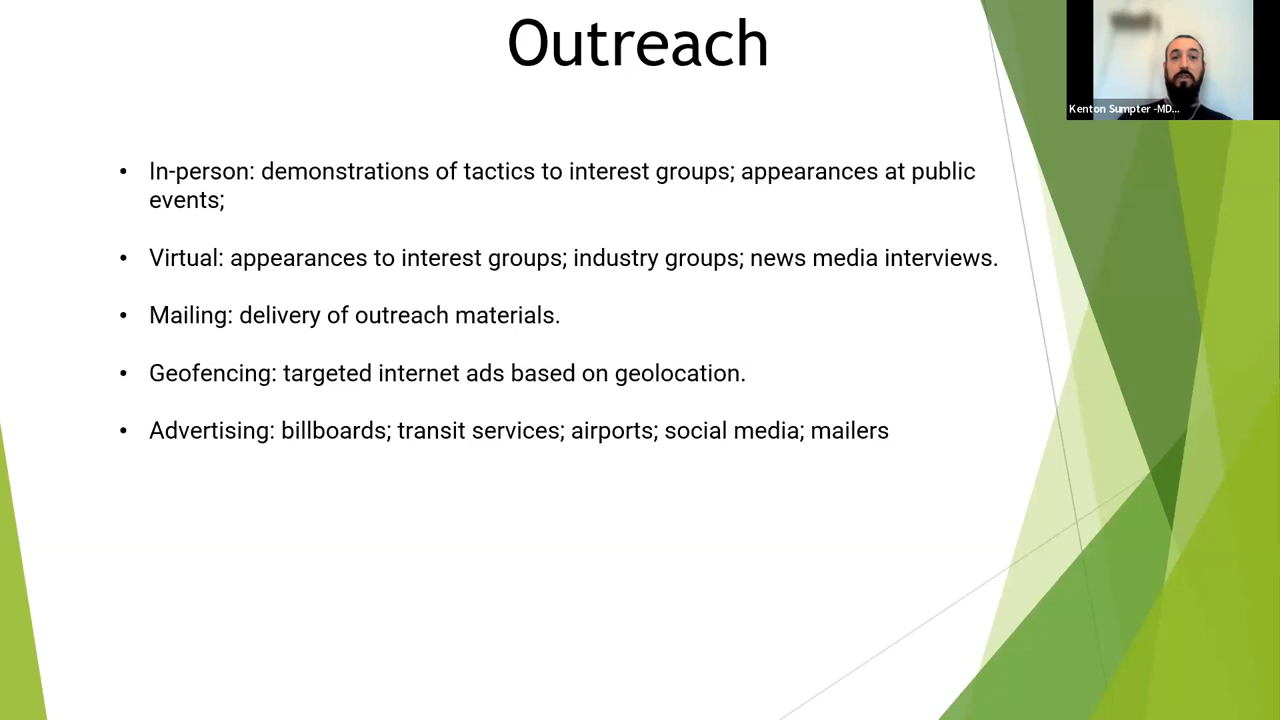 Outreach
Kenton Sumpter -MD...
• In-person: demonstrations of tactics to interest groups; appearances at public
events;
• Virtual: appearances to interest groups; industry groups; news media interviews.
• Mailing: delivery of outreach materials.
• Geofencing: targeted internet ads based on geolocation.
• Advertising: billboards; transit services; airports; social media; mailers